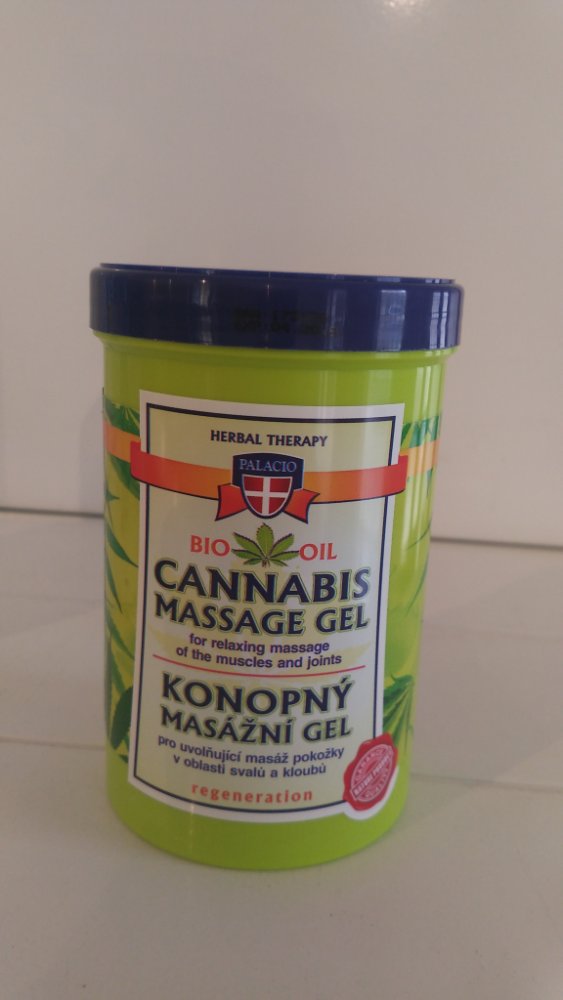 HERBAL THERAPY
PALACIO
BIO OIL
CANNABIS
MASSAGE GEL
for relaxing massage
of the muscles and joints
KONOPNÝ
MASÁŽNÍ GEL
pro uvolňující masáž pokožky
v oblasti svalů a kloubů
regeneration